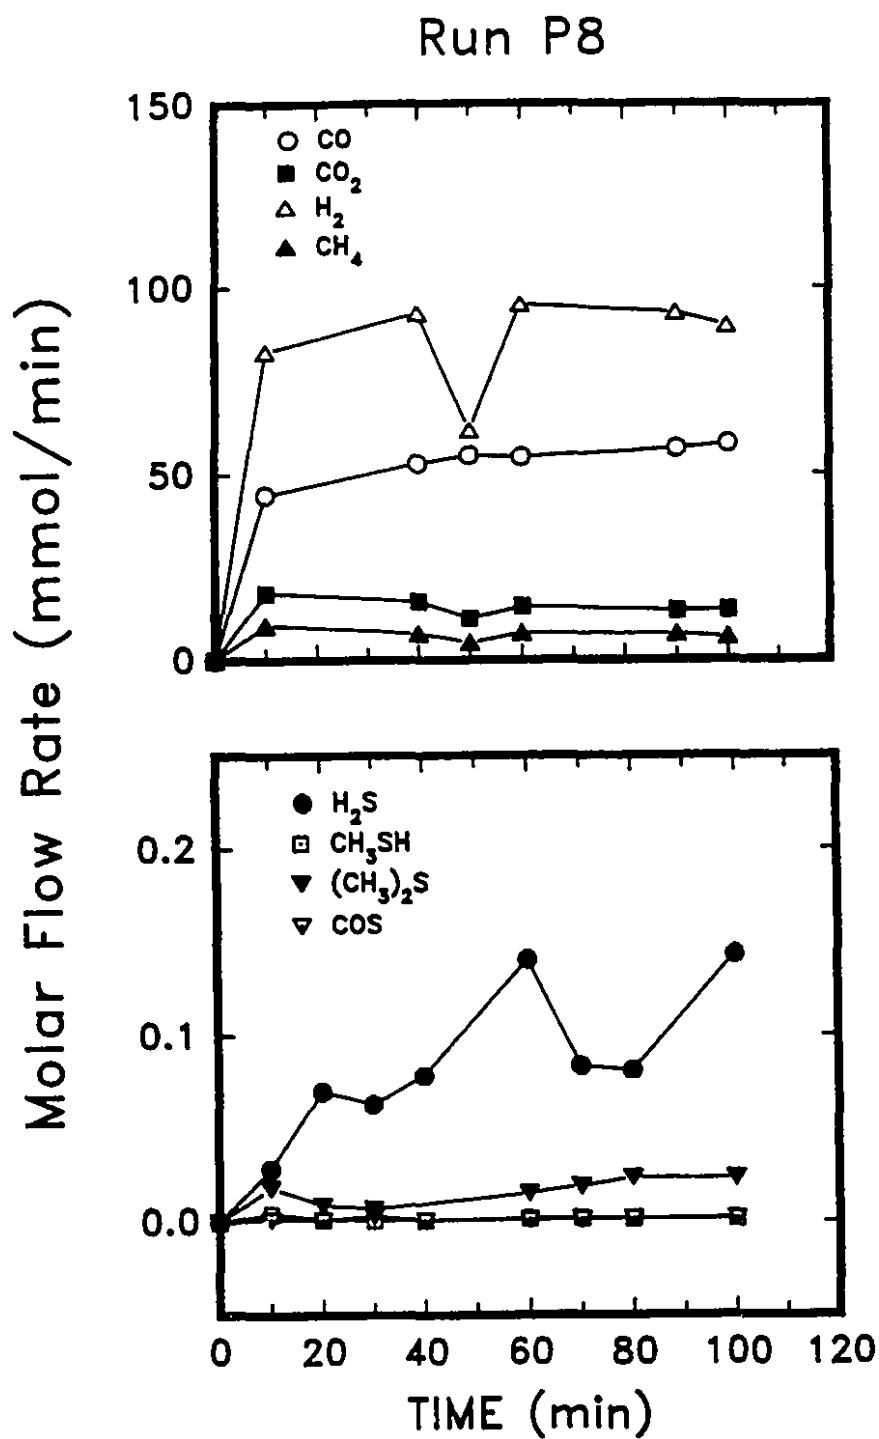 Run P8
Molar Flow Rate (mmol/min)
150
100
50
0
CO
CO2
H2
CH4
0.2
0.1
0.0
H2S
CH3SH
(CH3)2S
COS
0 20 40 60 80 100 120
TIME (min)